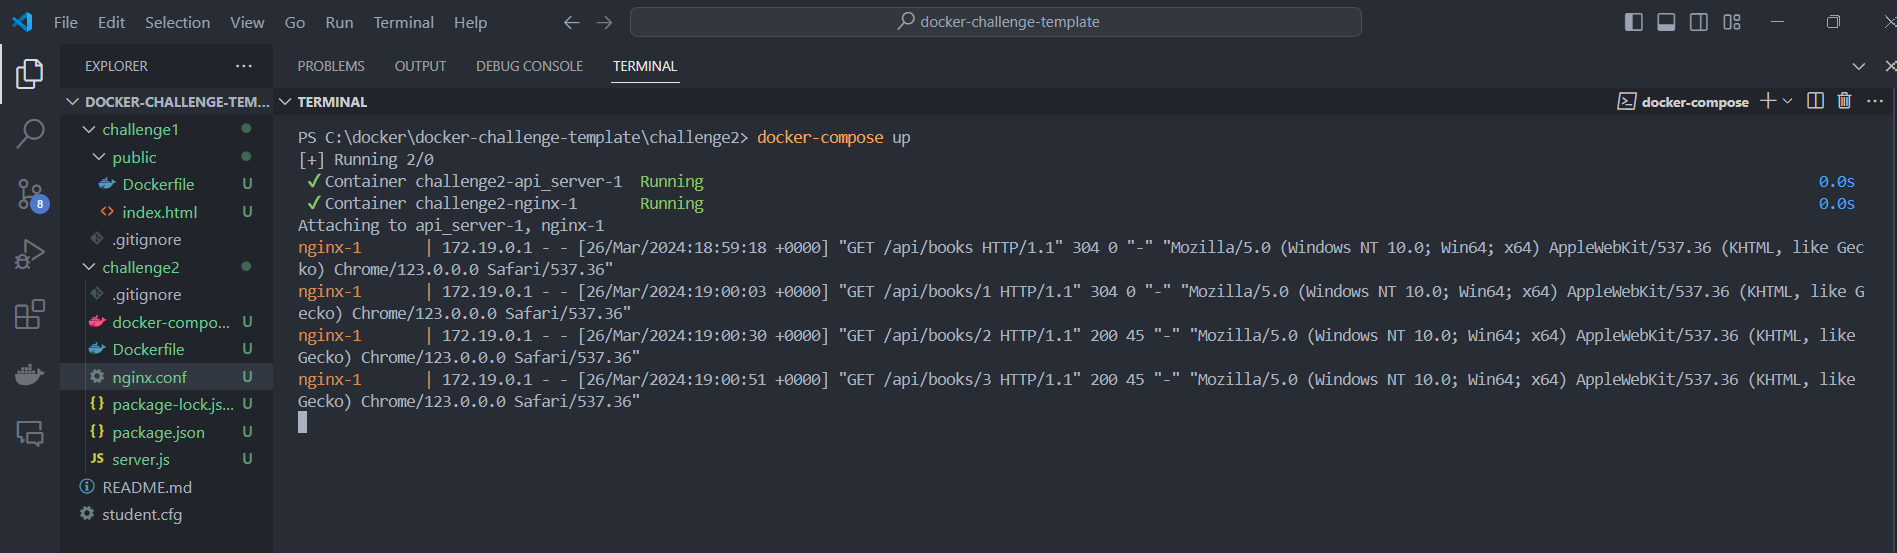 File Edit Selection View Go Run Terminal Help docker-challenge-template
EXPLORER PROBLEMS OUTPUT DEBUG CONSOLE TERMINAL
DOCKER-CHALLENGE-TEM...
challenge1
public
Dockerfile U
index.html U
.gitignore
challenge2
.gitignore
docker-compo... U
Dockerfile U
nginx.conf U
package-lock.js... U
package.json U
JS server.js U
README.md
student.cfg
8
TERMINAL docker-compose
PS C:\docker\docker-challenge-template\challenge2> docker-compose up
[+] Running 2/0
✓ Container challenge2-api_server-1 Running 0.0s
✓ Container challenge2-nginx-1 Running 0.0s
Attaching to api_server-1, nginx-1
nginx-1 | 172.19.0.1 - - [26/Mar/2024:18:59:18 +0000] "GET /api/books HTTP/1.1" 304 0 "-" "Mozilla/5.0 (Windows NT 10.0; Win64; x64) AppleWebKit/537.36 (KHTML, like Gec
ko) Chrome/123.0.0.0 Safari/537.36"
nginx-1 | 172.19.0.1 - - [26/Mar/2024:19:00:03 +0000] "GET /api/books/1 HTTP/1.1" 304 0 "-" "Mozilla/5.0 (Windows NT 10.0; Win64; x64) AppleWebKit/537.36 (KHTML, like G
ecko) Chrome/123.0.0.0 Safari/537.36"
nginx-1 | 172.19.0.1 - - [26/Mar/2024:19:00:30 +0000] "GET /api/books/2 HTTP/1.1" 200 45 "-" "Mozilla/5.0 (Windows NT 10.0; Win64; x64) AppleWebKit/537.36 (KHTML, like
Gecko) Chrome/123.0.0.0 Safari/537.36"
nginx-1 | 172.19.0.1 - - [26/Mar/2024:19:00:51 +0000] "GET /api/books/3 HTTP/1.1" 200 45 "-" "Mozilla/5.0 (Windows NT 10.0; Win64; x64) AppleWebKit/537.36 (KHTML, like
Gecko) Chrome/123.0.0.0 Safari/537.36"